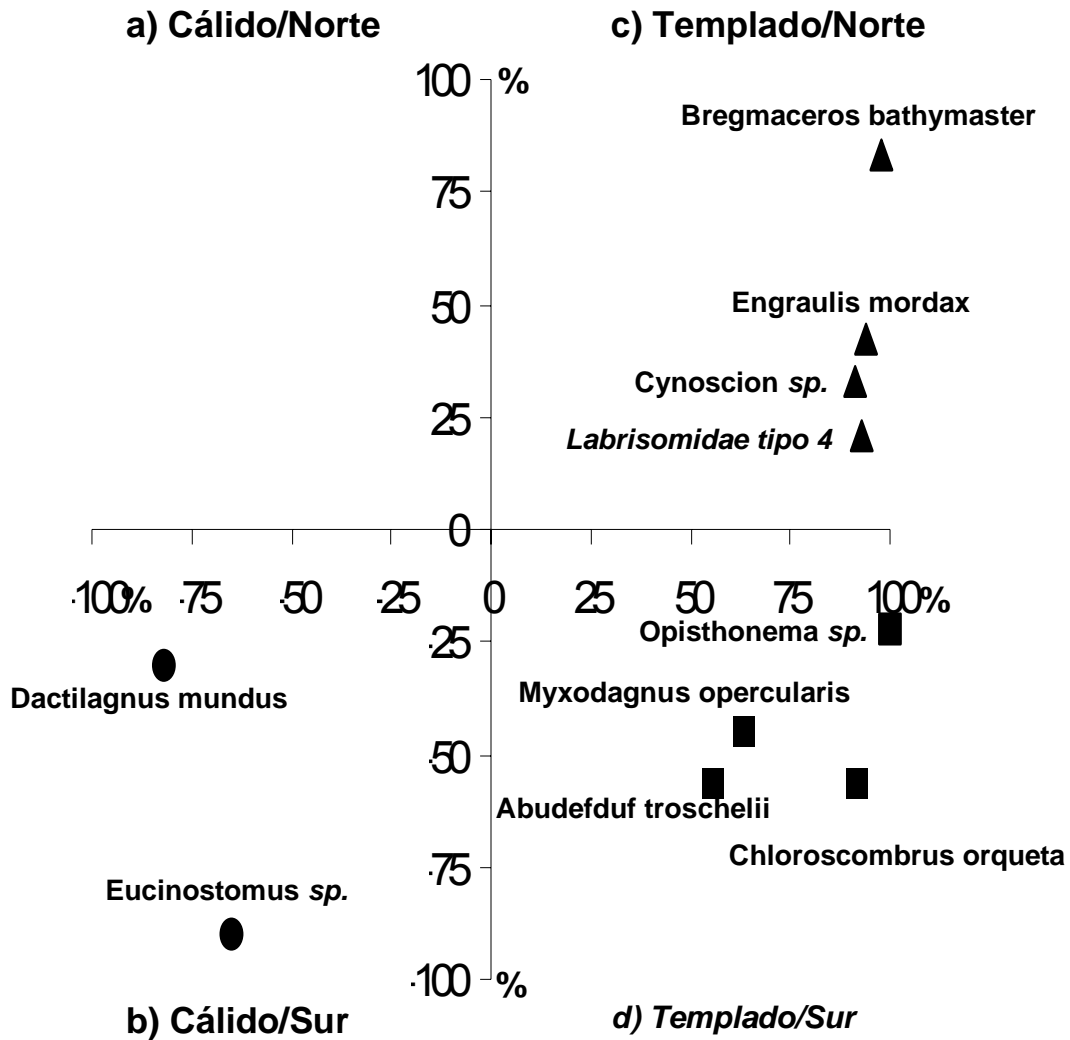 a) Cálido/Norte
c) Templado/Norte
100 %
Bregmaceros bathymaster
75
50
Engraulis mordax
Cynoscion sp.
25
Labrisomidae tipo 4
0
-100% -75 -50 -25 0 25 50 75 100%
Opisthonema sp.
-25
Dactilagnus mundus
Myxodagnus opercularis
-50
Abudefduf troschelii
Chloroscombrus orqueta
-75
Eucinostomus sp.
-100 %
b) Cálido/Sur
d) Templado/Sur